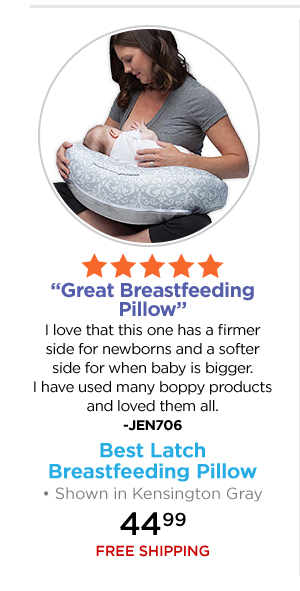 “Great Breastfeeding
Pillow”
I love that this one has a firmer
side for newborns and a softer
side for when baby is bigger.
I have used many boppy products
and loved them all.
-JEN706
Best Latch
Breastfeeding Pillow
• Shown in Kensington Gray
44⁹⁹
FREE SHIPPING